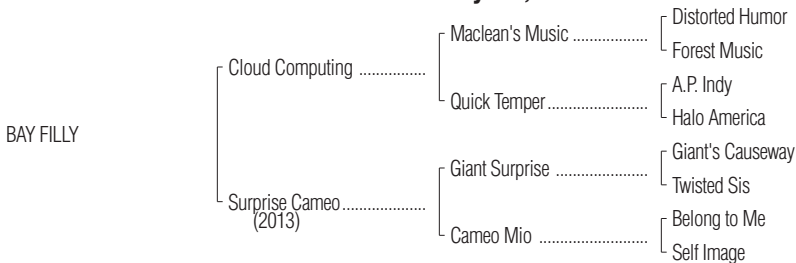 Distorted Humor
Maclean's Music ..................
Forest Music
Cloud Computing ................
A.P. Indy
Quick Temper........................
Halo America
BAY FILLY
Giant's Causeway
Giant Surprise ......................
Twisted Sis
Surprise Cameo....................
(2013)
Belong to Me
Cameo Mio ..........................
Self Image